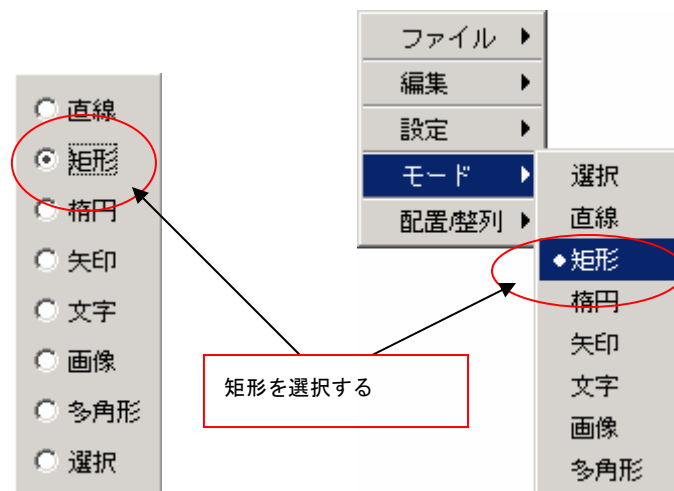 直線
矩形
楕円
矢印
文字
画像
多角形
選択
ファイル
編集
設定
モード
配置/整列
選択
直線
矩形
楕円
矢印
文字
画像
多角形
矩形を選択する